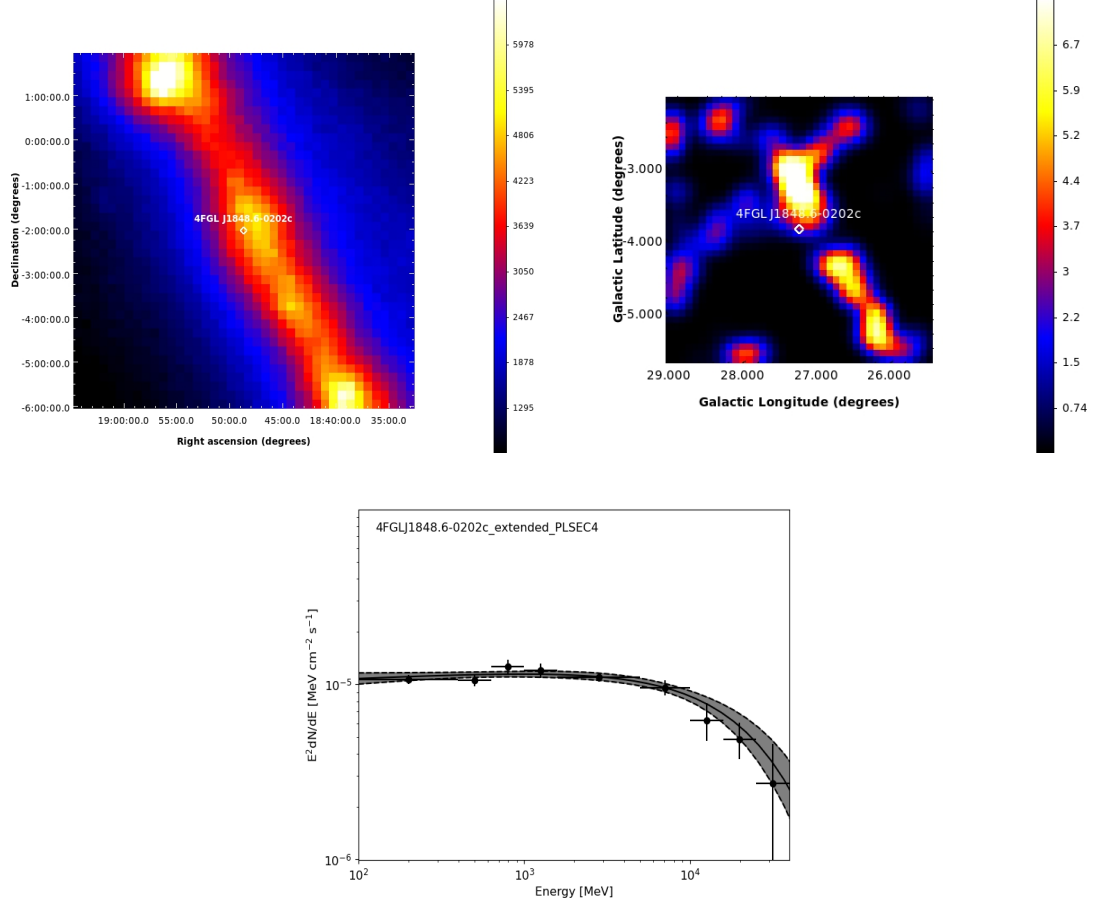 5978
5395
4806
4223
3639
3050
2467
1878
1295
1:00:00.0
0:00:00.0
-1:00:00.0
-2:00:00.0
-3:00:00.0
-4:00:00.0
-5:00:00.0
-6:00:00.0
Declination (degrees)
4FGL J1848.6-0202c
19:00:00.0 55:00.0 50:00.0 45:00.0 18:40:00.0 35:00.0
Right ascension (degrees)
6.7
5.9
5.2
4.4
3.7
3
2.2
1.5
0.74
-3.000
-4.000
-5.000
Galactic Latitude (degrees)
4FGL J1848.6-0202c
29.000 28.000 27.000 26.000
Galactic Longitude (degrees)
4FGLJ1848.6-0202c_extended_PLSEC4
E²dN/dE [MeV cm⁻² s⁻¹]
10⁻⁵
10⁻⁶
10² 10³ 10⁴
Energy [MeV]